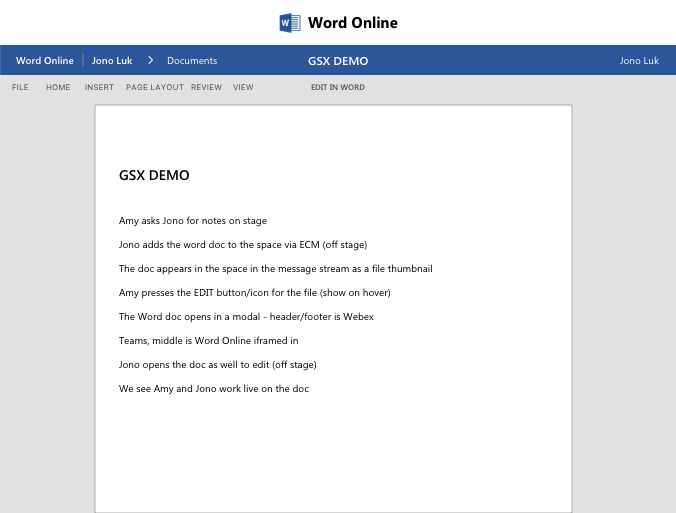 Word Online
Word Online Jono Luk > Documents GSX DEMO Jono Luk
FILE HOME INSERT PAGE LAYOUT REVIEW VIEW EDIT IN WORD
GSX DEMO
Amy asks Jono for notes on stage
Jono adds the word doc to the space via ECM (off stage)
The doc appears in the space in the message stream as a file thumbnail
Amy presses the EDIT button/icon for the file (show on hover)
The Word doc opens in a modal - header/footer is Webex
Teams, middle is Word Online iframed in
Jono opens the doc as well to edit (off stage)
We see Amy and Jono work live on the doc